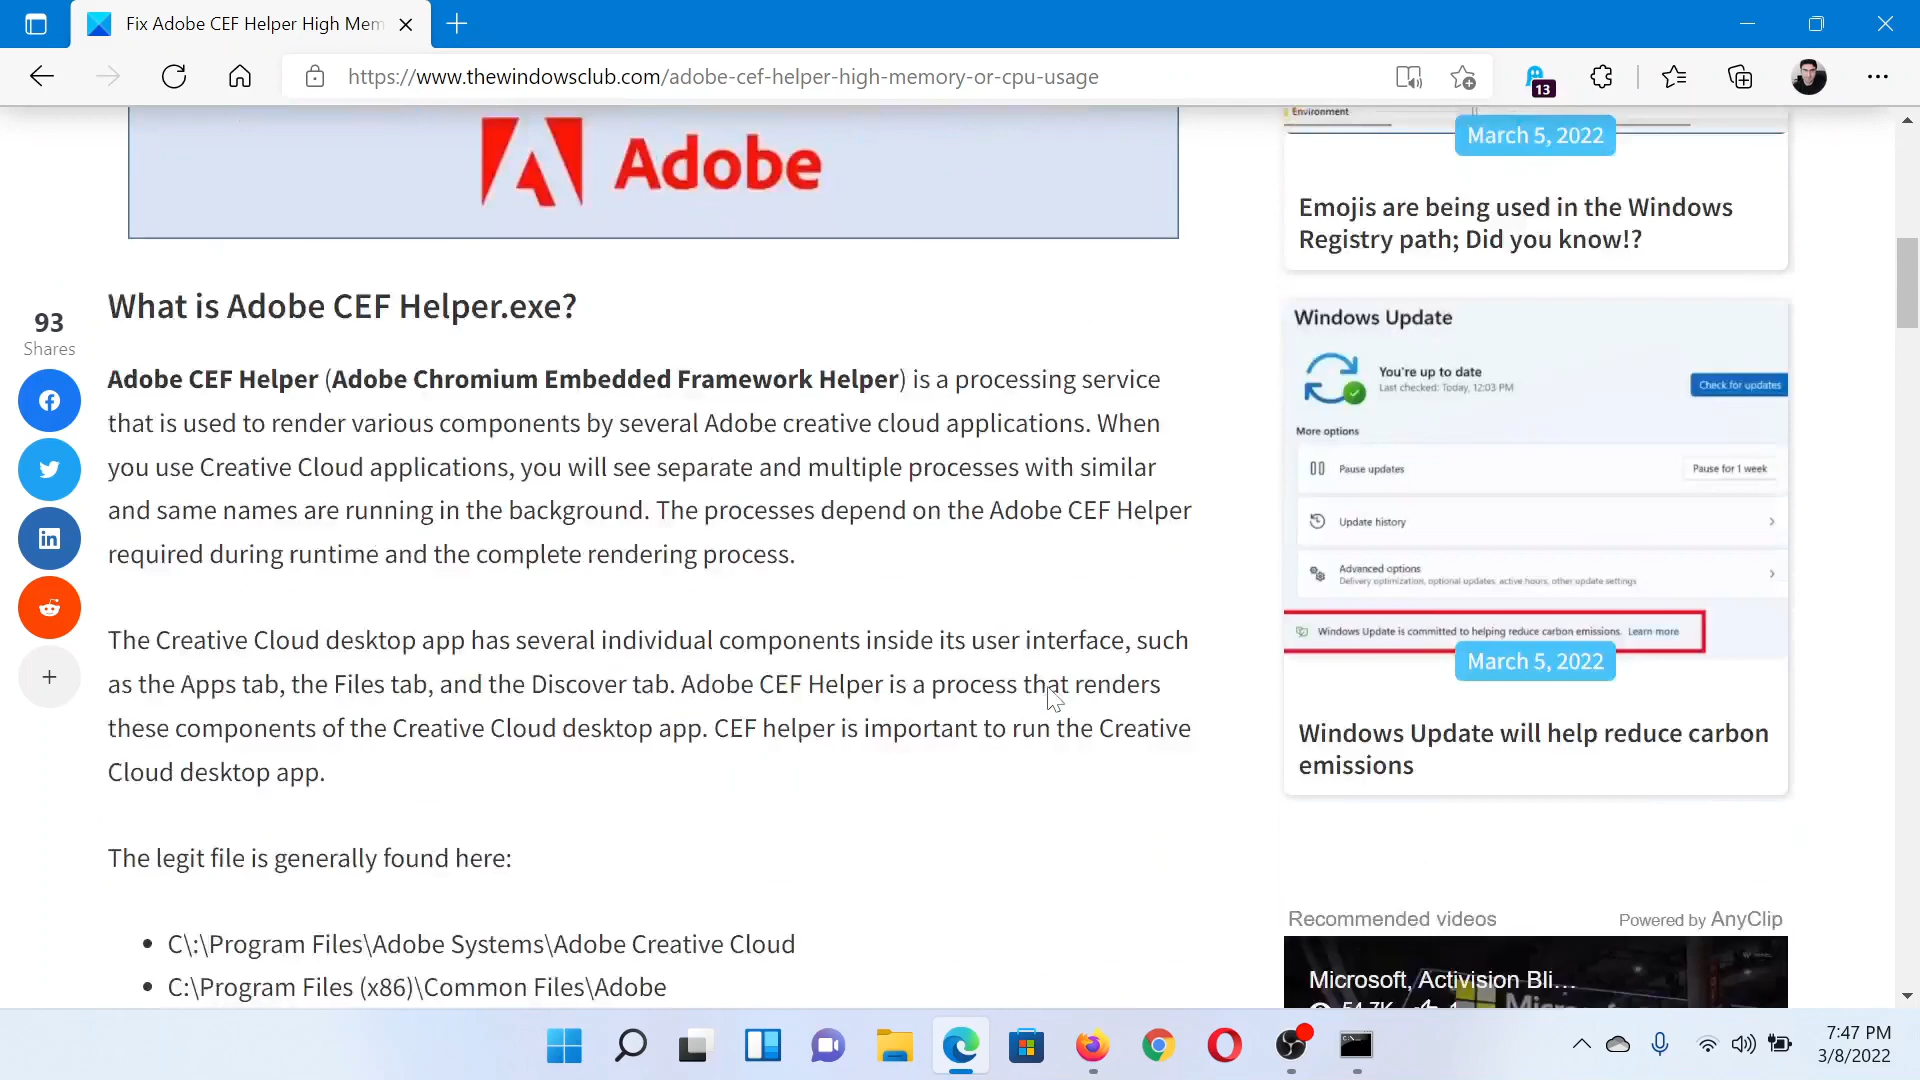 Fix Adobe CEF Helper High Mem
https://www.thewindowsclub.com/adobe-cef-helper-high-memory-or-cpu-usage
13
Adobe
What is Adobe CEF Helper.exe?
93
Shares
Adobe CEF Helper (Adobe Chromium Embedded Framework Helper) is a processing service
that is used to render various components by several Adobe creative cloud applications. When
you use Creative Cloud applications, you will see separate and multiple processes with similar
and same names are running in the background. The processes depend on the Adobe CEF Helper
required during runtime and the complete rendering process.
The Creative Cloud desktop app has several individual components inside its user interface, such
as the Apps tab, the Files tab, and the Discover tab. Adobe CEF Helper is a process that renders
these components of the Creative Cloud desktop app. CEF helper is important to run the Creative
Cloud desktop app.
The legit file is generally found here:
C\:\Program Files\Adobe Systems\Adobe Creative Cloud
C:\Program Files (x86)\Common Files\Adobe
Environment
March 5, 2022
Emojis are being used in the Windows
Registry path; Did you know!?
Windows Update
You're up to date
Last checked: Today, 12:03 PM
Check for updates
More options
Pause updates
Pause for 1 week
Update history
Advanced options
Delivery optimization, optional updates, active hours, other update settings
Windows Update is committed to helping reduce carbon emissions. Learn more
March 5, 2022
Windows Update will help reduce carbon
emissions
Recommended videos
Powered by AnyClip
Microsoft, Activision Bli...
7:47 PM
3/8/2022